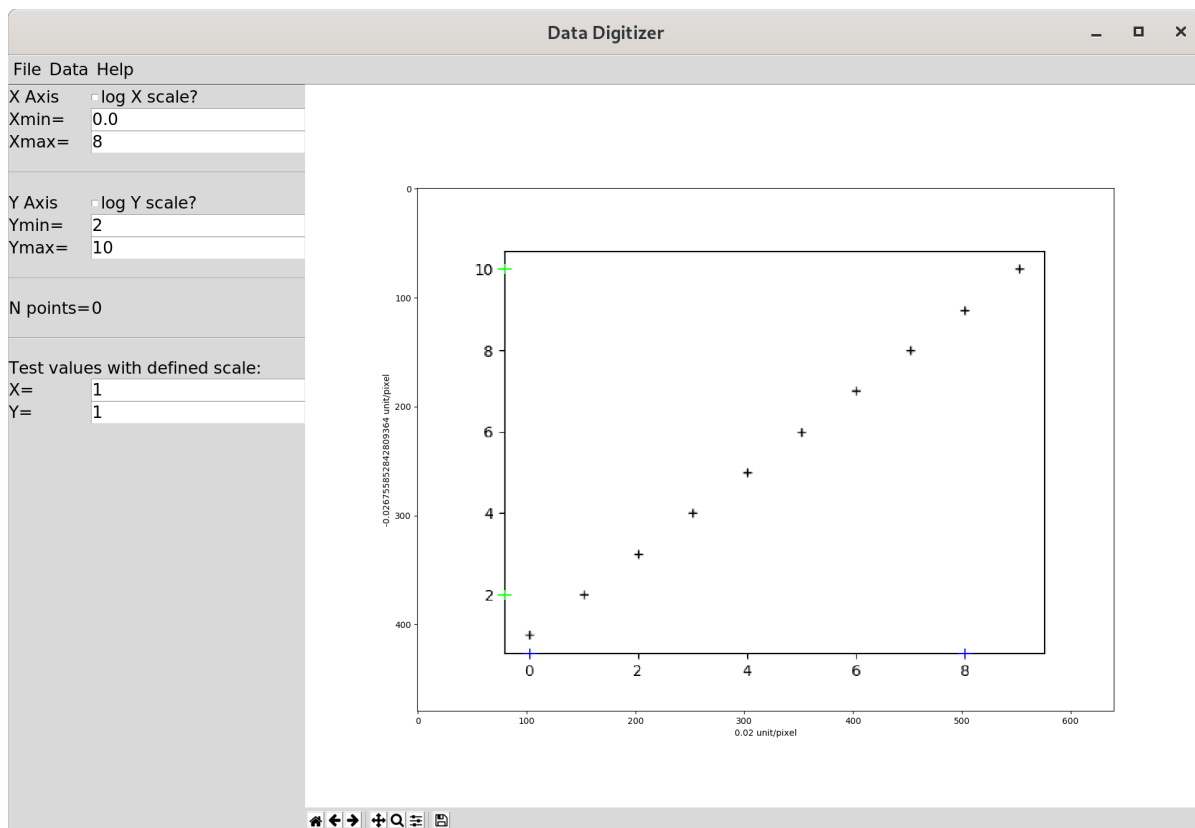 Data Digitizer
File Data Help
X Axis log X scale?
Xmin= 0.0
Xmax= 8
Y Axis log Y scale?
Ymin= 2
Ymax= 10
N points=0
Test values with defined scale:
X= 1
Y= 1
0
100
200
300
400
-0.026755852842809364 unit/pixel
10
8
6
4
2
0 2 4 6 8
0 100 200 300 400 500 600
0.02 unit/pixel